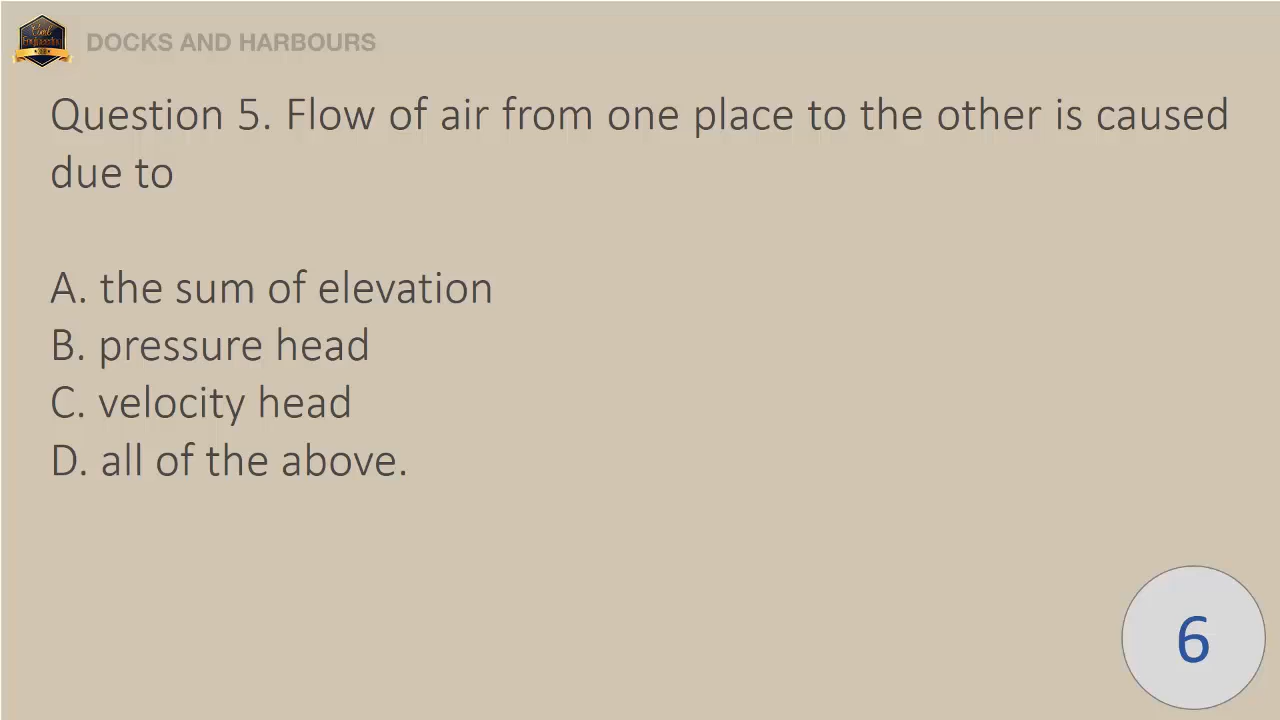 DOCKS AND HARBOURS
Question 5. Flow of air from one place to the other is caused
due to
A. the sum of elevation
B. pressure head
C. velocity head
D. all of the above.
6